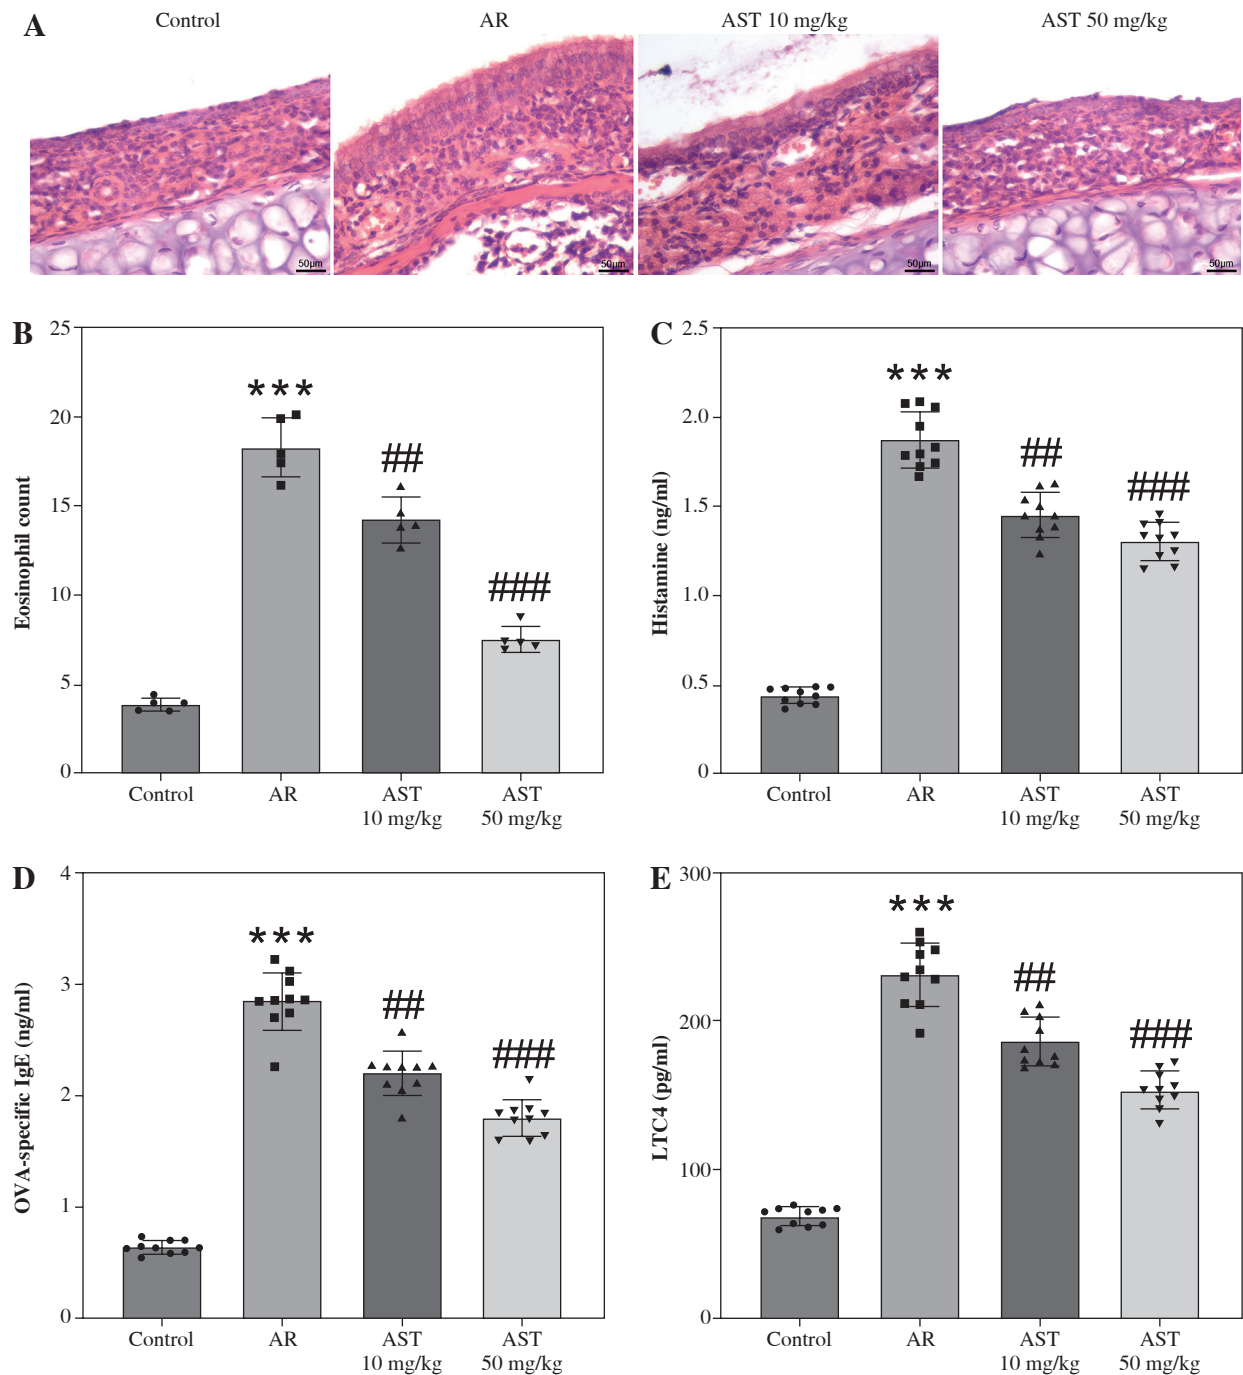 A
Control
AR
AST 10 mg/kg
AST 50 mg/kg
50μm
50μm
50μm
50μm
B
Eosinophil count
25
20
15
10
5
0
***
##
###
Control
AR
AST
10 mg/kg
AST
50 mg/kg
C
Histamine (ng/ml)
2.5
2.0
1.5
1.0
0.5
0
***
##
###
Control
AR
AST
10 mg/kg
AST
50 mg/kg
D
OVA-specific IgE (ng/ml)
4
3
2
1
0
***
##
###
Control
AR
AST
10 mg/kg
AST
50 mg/kg
E
LTC4 (pg/ml)
300
200
100
0
***
##
###
Control
AR
AST
10 mg/kg
AST
50 mg/kg